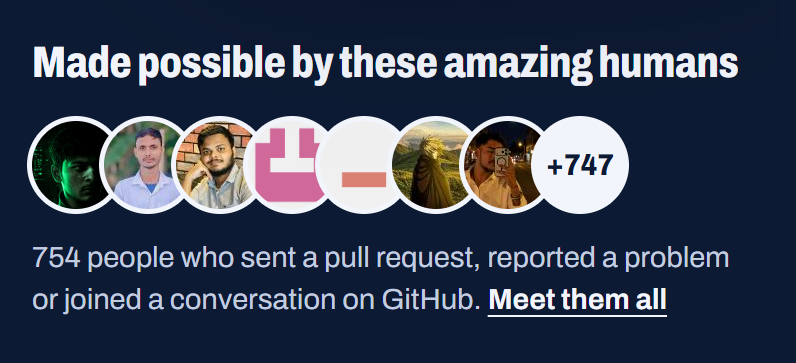 Made possible by these amazing humans
+747
754 people who sent a pull request, reported a problem
or joined a conversation on GitHub. Meet them all